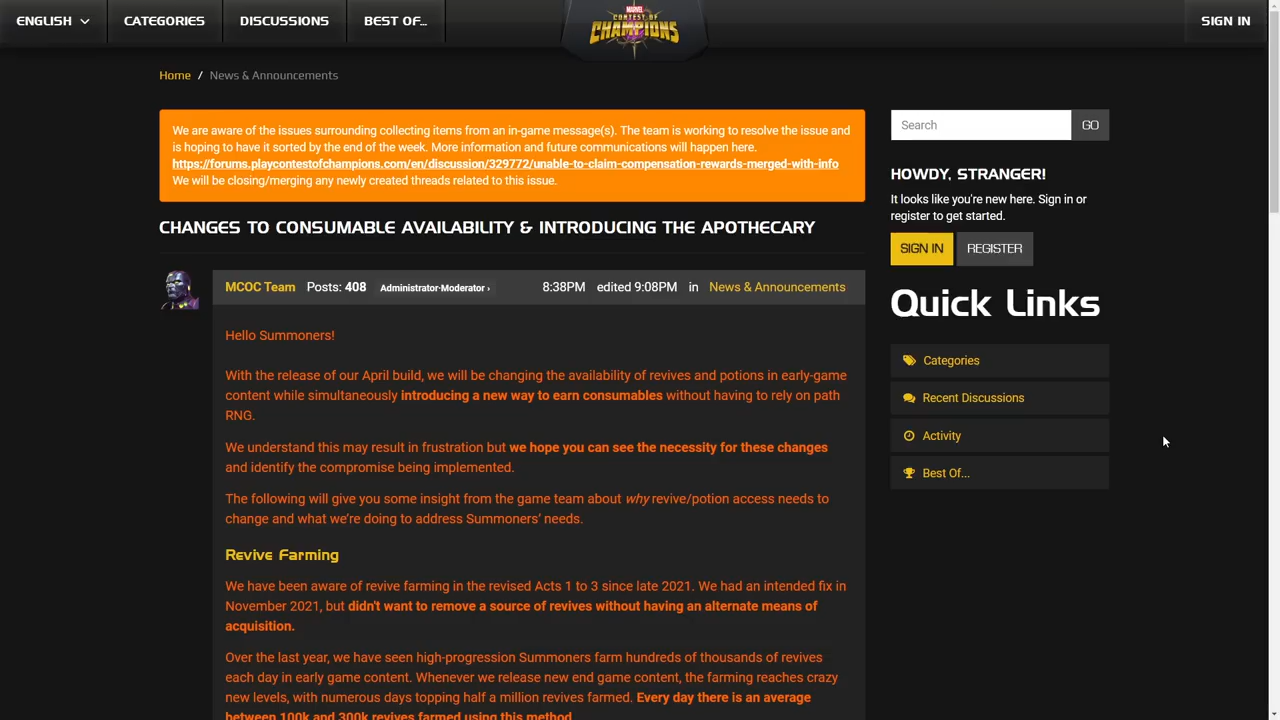 ENGLISH CATEGORIES DISCUSSIONS BEST OF... MARVEL CONTEST OF CHAMPIONS SIGN IN
Home / News & Announcements
We are aware of the issues surrounding collecting items from an in-game message(s). The team is working to resolve the issue and
is hoping to have it sorted by the end of the week. More information and future communications will happen here.
https://forums.playcontestofchampions.com/en/discussion/329772/unable-to-claim-compensation-rewards-merged-with-info
We will be closing/merging any newly created threads related to this issue.
CHANGES TO CONSUMABLE AVAILABILITY & INTRODUCING THE APOTHECARY
MCOC Team Posts: 408 Administrator-Moderator › 8:38PM edited 9:08PM in News & Announcements
Hello Summoners!
With the release of our April build, we will be changing the availability of revives and potions in early-game
content while simultaneously introducing a new way to earn consumables without having to rely on path
RNG.
We understand this may result in frustration but we hope you can see the necessity for these changes
and identify the compromise being implemented.
The following will give you some insight from the game team about why revive/potion access needs to
change and what we're doing to address Summoners' needs.
Revive Farming
We have been aware of revive farming in the revised Acts 1 to 3 since late 2021. We had an intended fix in
November 2021, but didn't want to remove a source of revives without having an alternate means of
acquisition.
Over the last year, we have seen high-progression Summoners farm hundreds of thousands of revives
each day in early game content. Whenever we release new end game content, the farming reaches crazy
new levels, with numerous days topping half a million revives farmed. Every day there is an average
between 100k and 300k revives farmed using this method.
Search GO
HOWDY, STRANGER!
It looks like you're new here. Sign in or
register to get started.
SIGN IN REGISTER
Quick Links
Categories
Recent Discussions
Activity
Best Of...